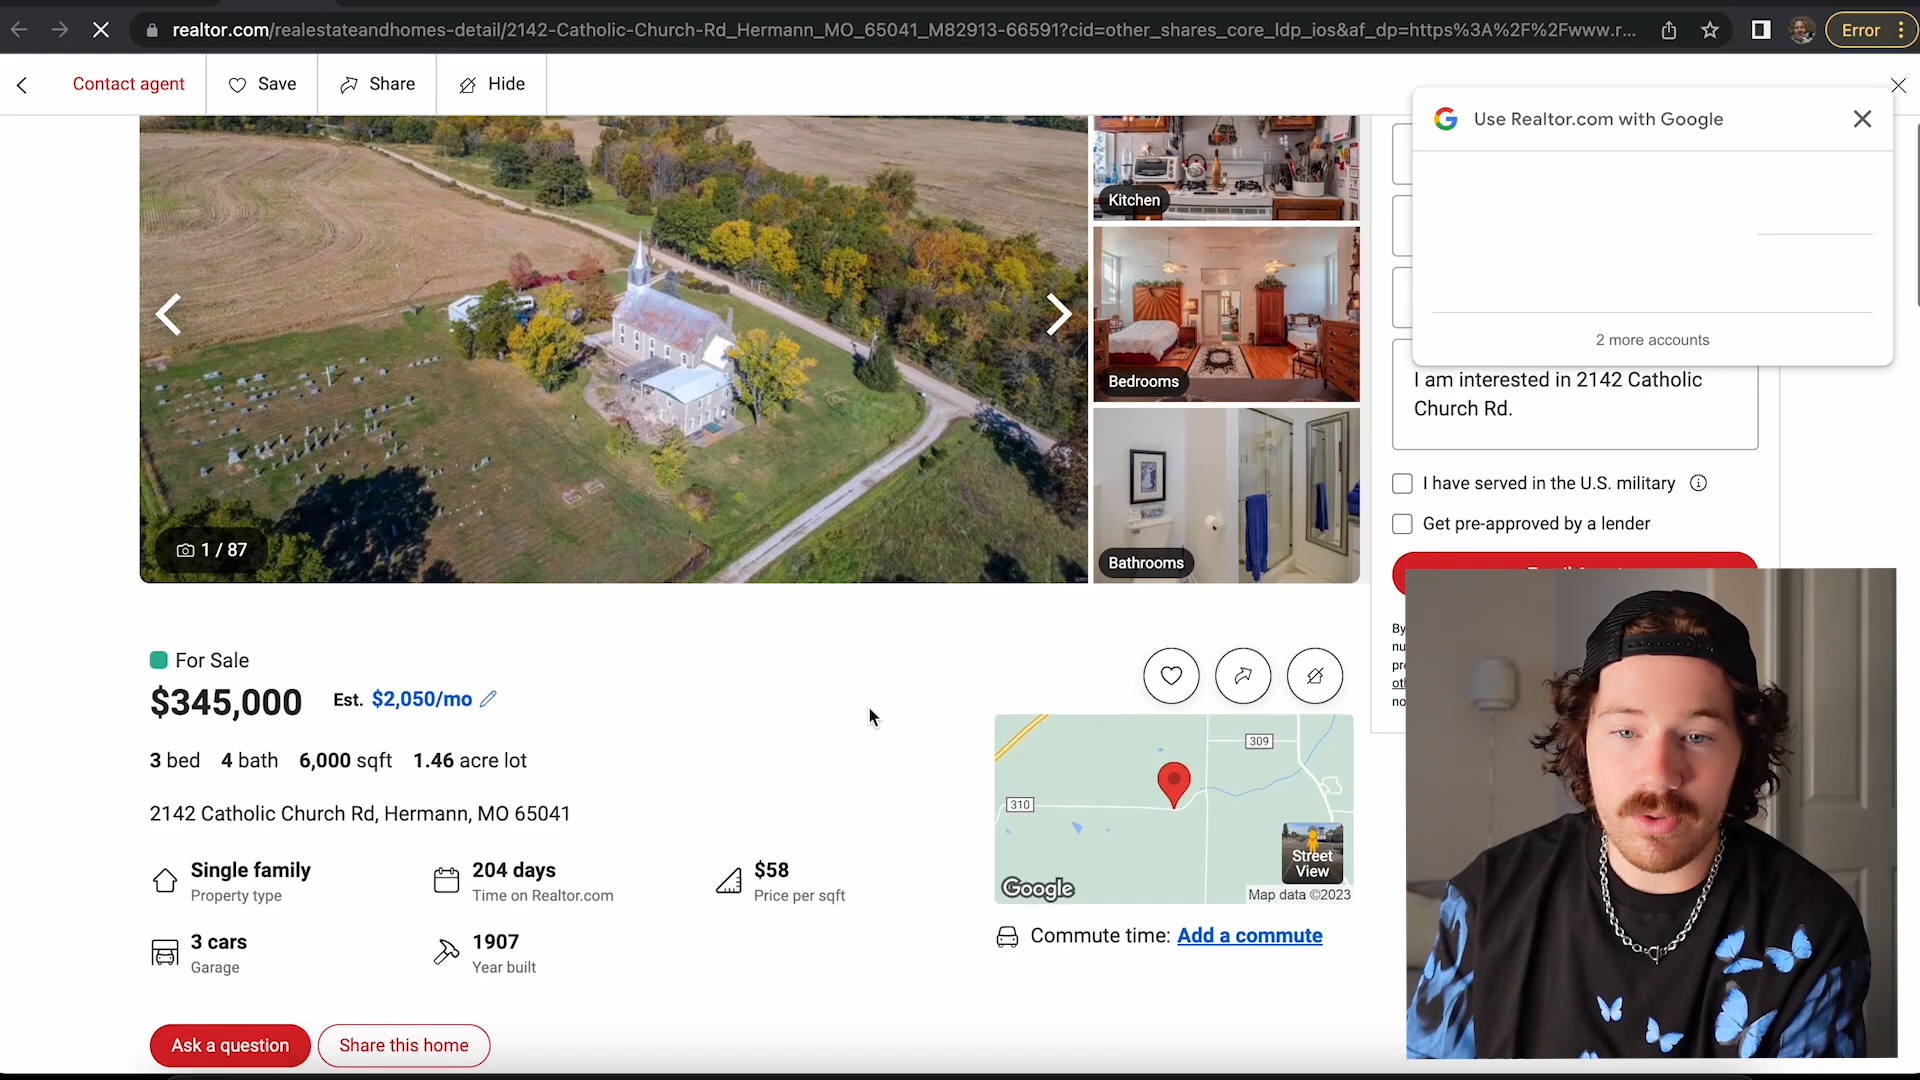 realtor.com/realestateandhomes-detail/2142-Catholic-Church-Rd_Hermann_MO_65041_M82913-66591?cid=other_shares_core_ldp_ios&af_dp=https%3A%2F%2Fwww.r...
Error
Contact agent
Save
Share
Hide
Use Realtor.com with Google
2 more accounts
Kitchen
Bedrooms
Bathrooms
1 / 87
I am interested in 2142 Catholic
Church Rd.
I have served in the U.S. military
Get pre-approved by a lender
By
nu
pre
ot
no
For Sale
$345,000
Est. $2,050/mo
3 bed 4 bath 6,000 sqft 1.46 acre lot
2142 Catholic Church Rd, Hermann, MO 65041
Single family
Property type
204 days
Time on Realtor.com
$58
Price per sqft
3 cars
Garage
1907
Year built
309
310
Street
View
Google
Map data ©2023
Commute time: Add a commute
Ask a question
Share this home